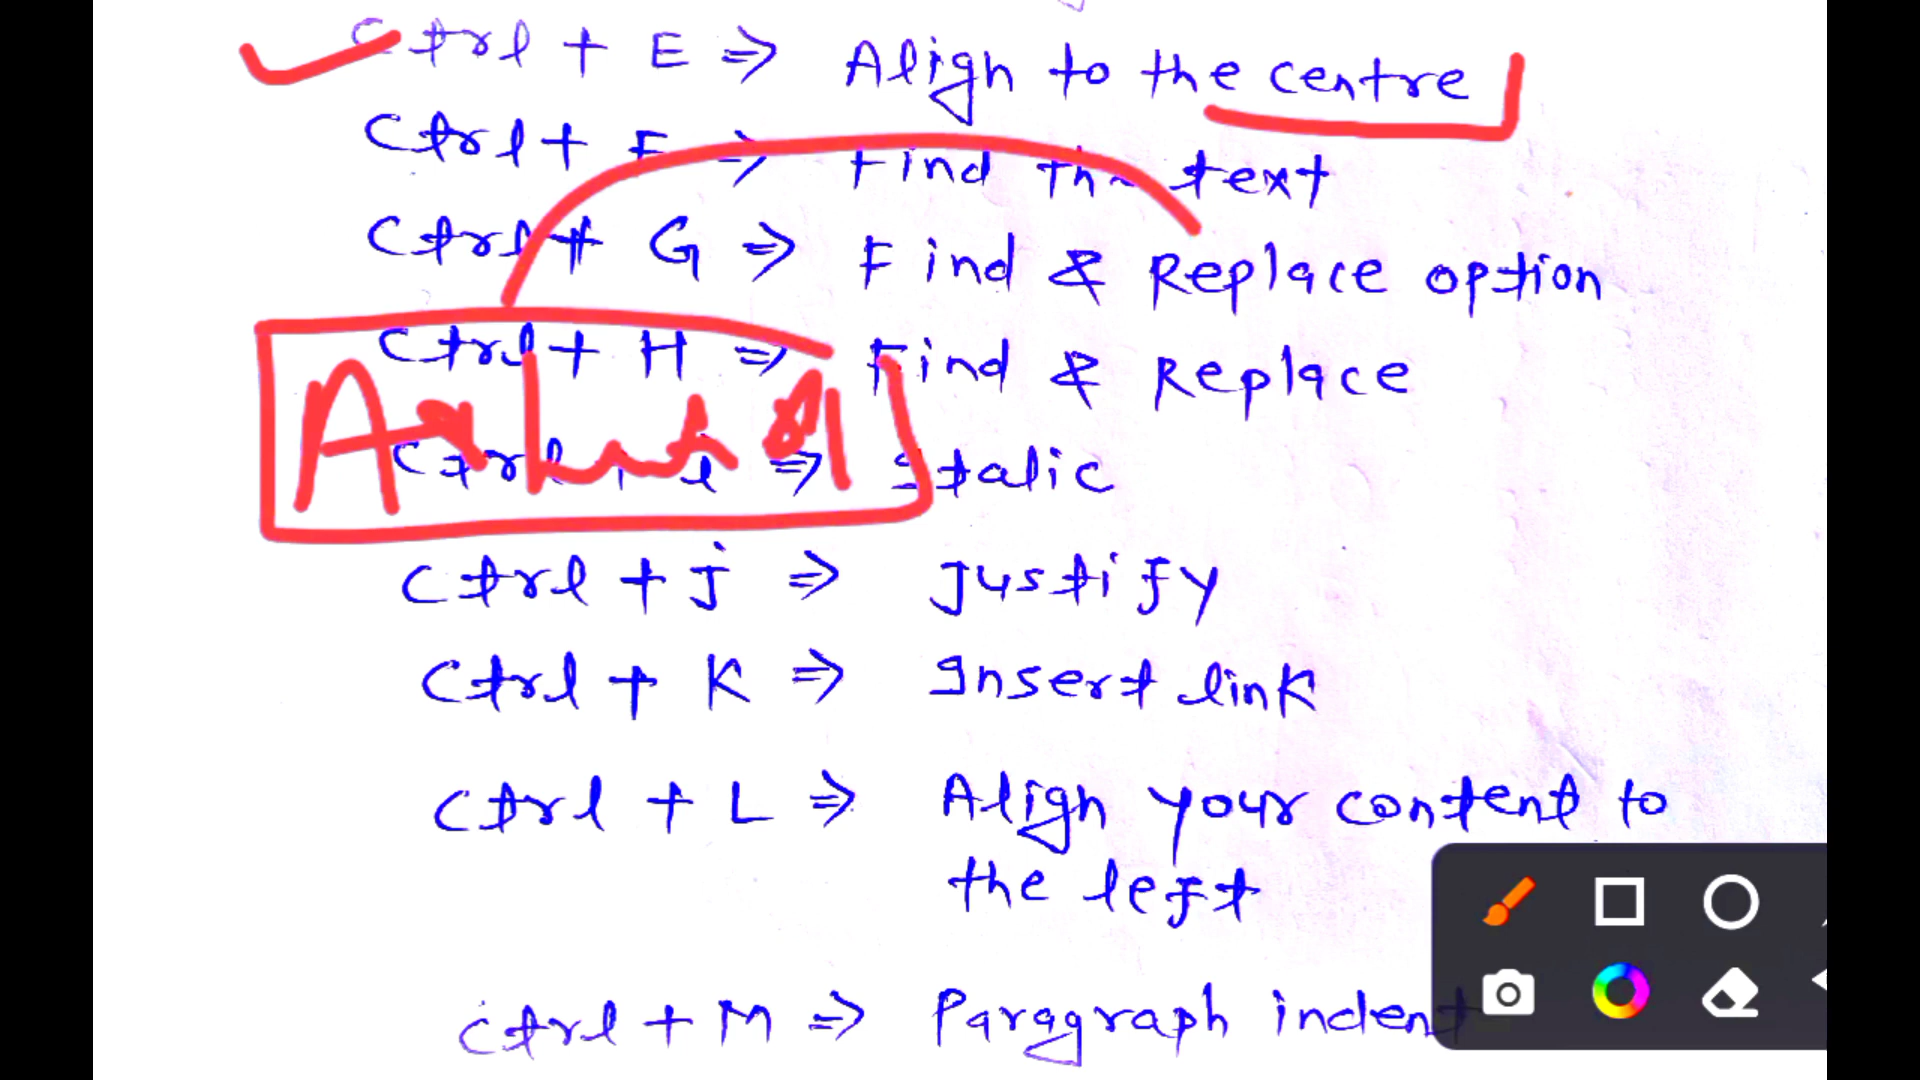 Ctrl + E ⇒ Align to the centre
Ctrl + F ⇒ Find the text
Ctrl + G ⇒ Find & Replace option
Ctrl + H ⇒ Find & Replace
Ctrl ⇒ Italic
Ctrl + j ⇒ Justify
Ctrl + K ⇒ Insert link
Ctrl + L ⇒ Align your content to
the left
Ctrl + M ⇒ Paragraph indent